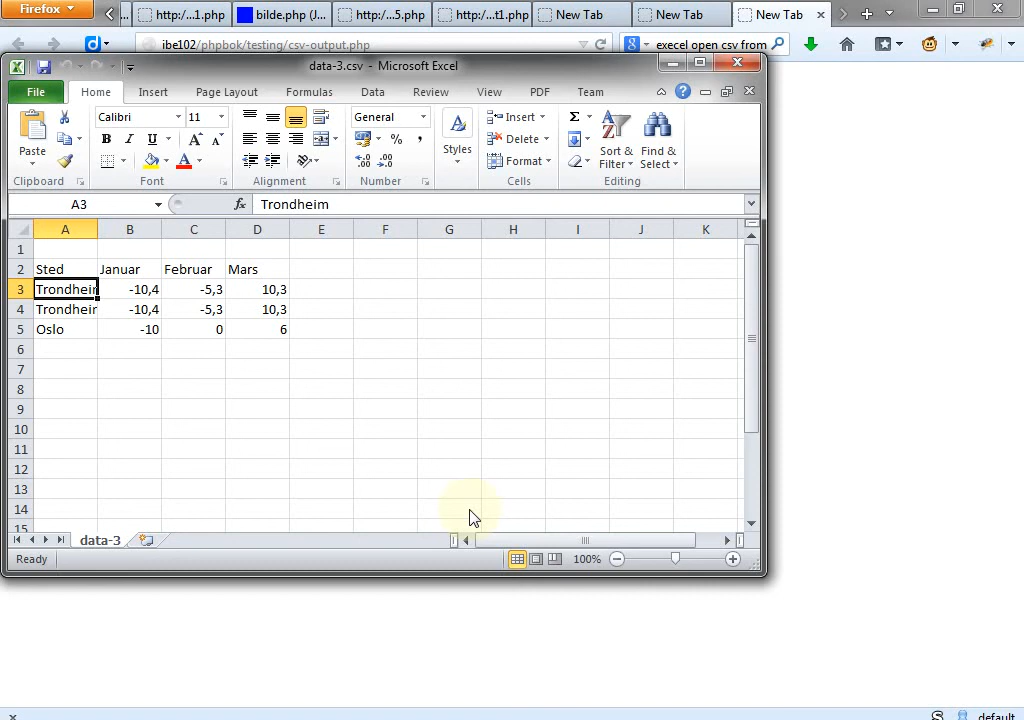 Firefox
...
http:/...1.php
bilde.php (J...
http:/...5.php
http:/...t1.php
New Tab
New Tab
New Tab
ibe102/phpbok/testing/csv-output.php
execel open csv from
data-3.csv - Microsoft Excel
File
Home
Insert
Page Layout
Formulas
Data
Review
View
PDF
Team
Paste
Clipboard
Calibri
11
B I U
A A
A
Font
Alignment
General
%
,
Number
Styles
Insert
Delete
Format
Cells
Σ
Sort & Filter
Find & Select
Editing
A3
fx
Trondheim
A B C D E F G H I J K
1
2 Sted Januar Februar Mars
3 Trondheim -10,4 -5,3 10,3
4 Trondheim -10,4 -5,3 10,3
5 Oslo -10 0 6
6
7
8
9
10
11
12
13
14
15
data-3
Ready
100%
x
default